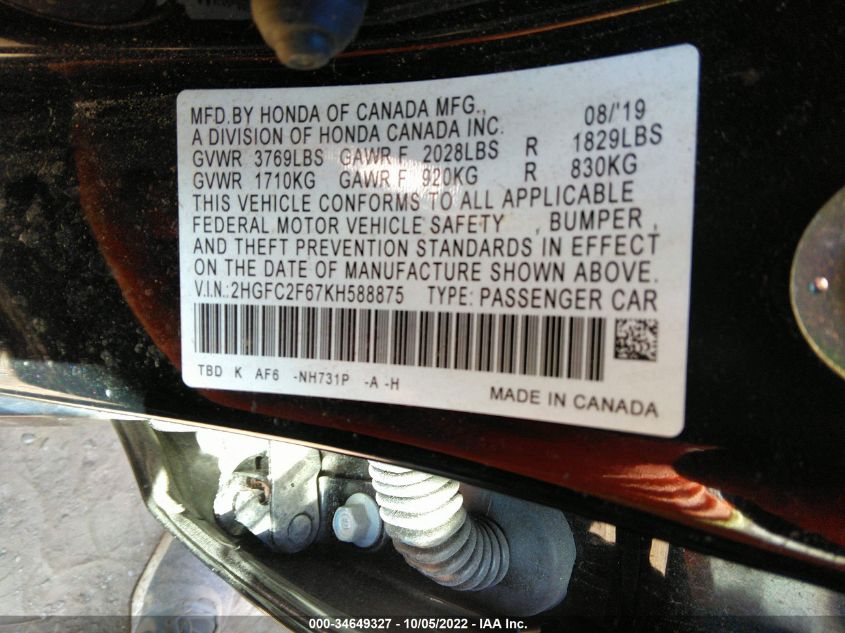 MFD.BY HONDA OF CANADA MFG., 08/'19
A DIVISION OF HONDA CANADA INC.
GVWR 3769LBS GAWR F 2028LBS R 1829LBS
GVWR 1710KG GAWR F 920KG R 830KG
THIS VEHICLE CONFORMS TO ALL APPLICABLE
FEDERAL MOTOR VEHICLE SAFETY , BUMPER ,
AND THEFT PREVENTION STANDARDS IN EFFECT
ON THE DATE OF MANUFACTURE SHOWN ABOVE.
V.I.N.:2HGFC2F67KH588875 TYPE: PASSENGER CAR
TBD K AF6 -NH731P -A -H
MADE IN CANADA
000-34649327 - 10/05/2022 - IAA Inc.